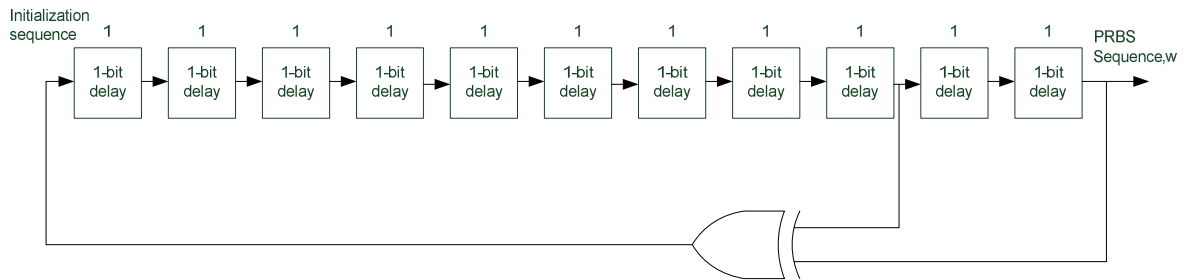 Initialization
sequence
1 1 1 1 1 1 1 1 1 1 1
PRBS
Sequence,w
1-bit 1-bit 1-bit 1-bit 1-bit 1-bit 1-bit 1-bit 1-bit 1-bit 1-bit
delay delay delay delay delay delay delay delay delay delay delay